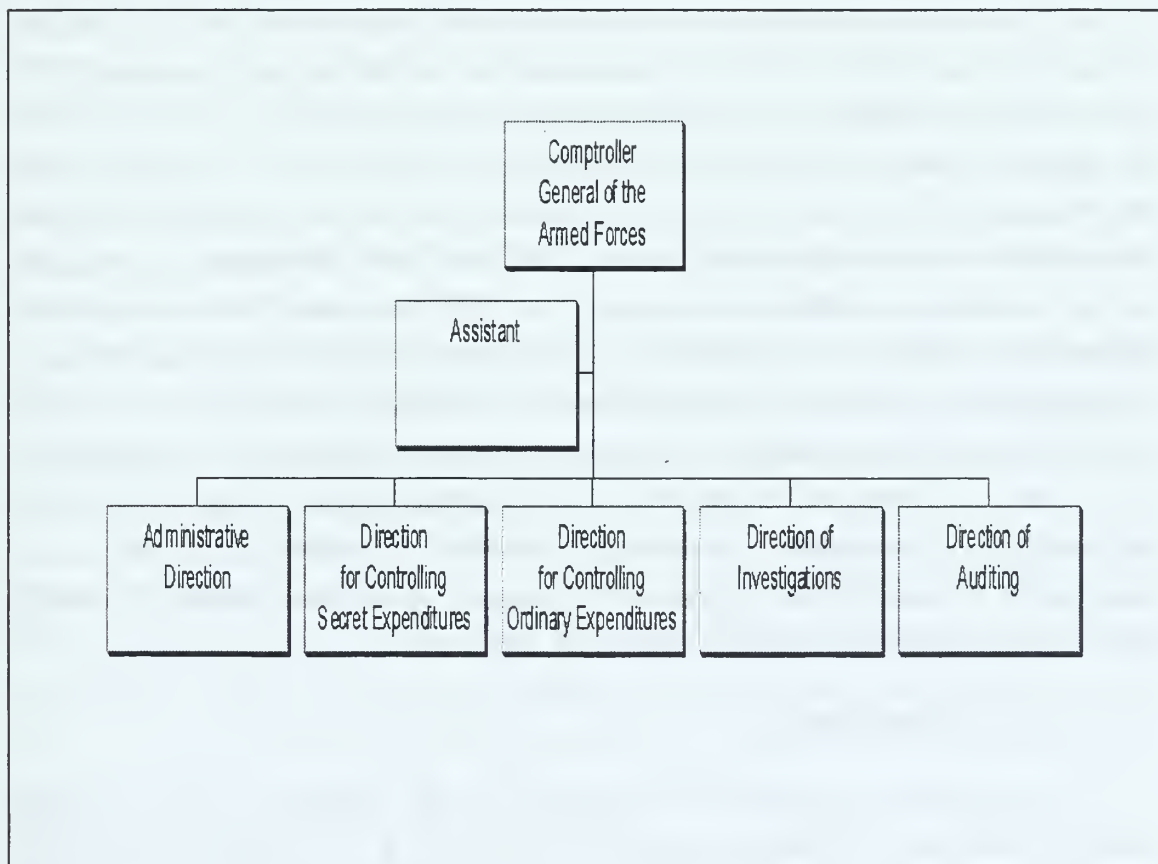 Comptroller
General of the
Armed Forces
Assistant
Administrative
Direction
Direction
for Controlling
Secret Expenditures
Direction
for Controlling
Ordinary Expenditures
Direction of
Investigations
Direction of
Auditing